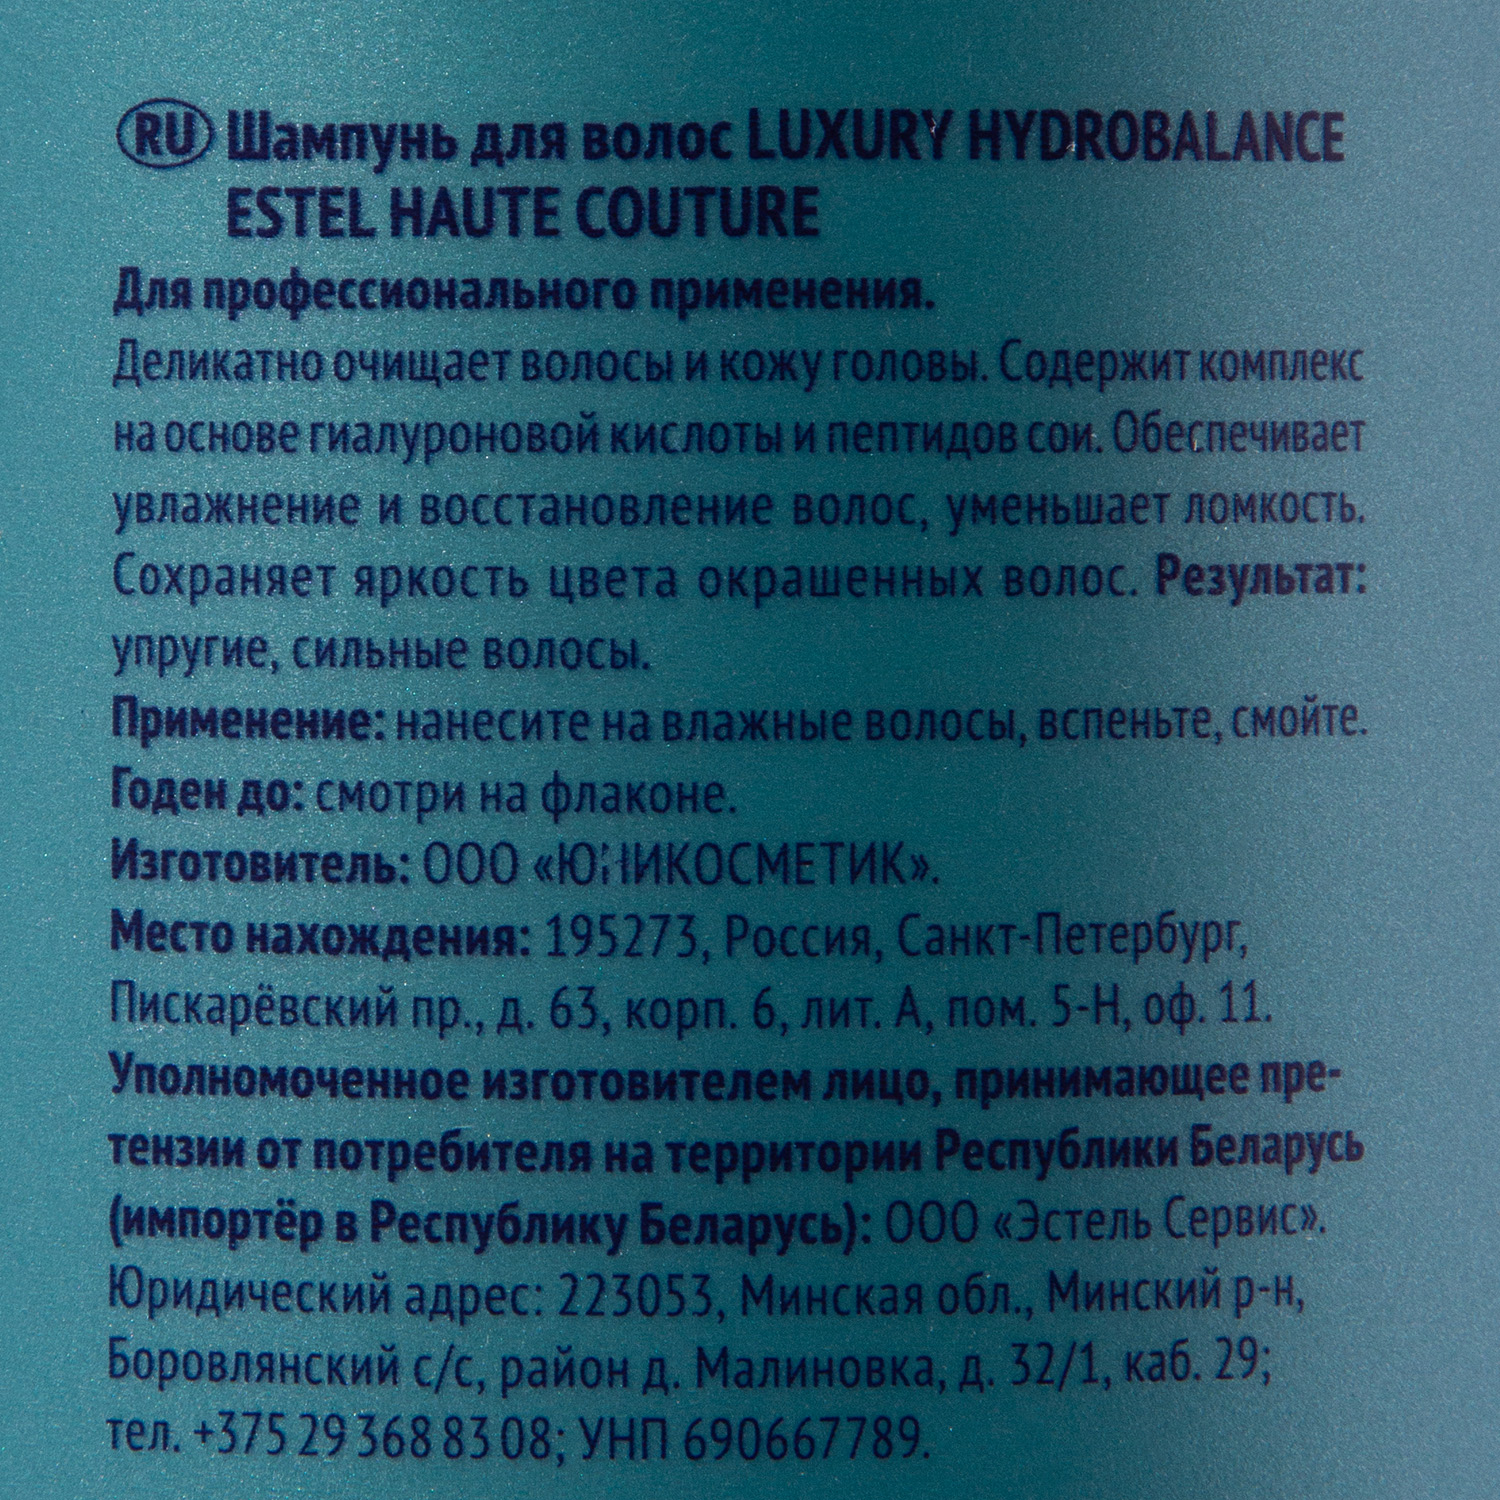 RU Шампунь для волос LUXURY HYDROBALANCE
ESTEL HAUTE COUTURE
Для профессионального применения.
Деликатно очищает волосы и кожу головы. Содержит комплекс
на основе гиалуроновой кислоты и пептидов сои. Обеспечивает
увлажнение и восстановление волос, уменьшает ломкость.
Сохраняет яркость цвета окрашенных волос. Результат:
упругие, сильные волосы.
Применение: нанесите на влажные волосы, вспеньте, смойте.
Годен до: смотри на флаконе.
Изготовитель: ООО «ЮНИКОСМЕТИК».
Место нахождения: 195273, Россия, Санкт-Петербург,
Пискарёвский пр., д. 63, корп. 6, лит. А, пом. 5-Н, оф. 11.
Уполномоченное изготовителем лицо, принимающее пре-
тензии от потребителя на территории Республики Беларусь
(импортёр в Республику Беларусь): ООО «Эстель Сервис».
Юридический адрес: 223053, Минская обл., Минский р-н,
Боровлянский с/с, район д. Малиновка, д. 32/1, каб. 29;
тел. +375 29 368 83 08; УНП 690667789.